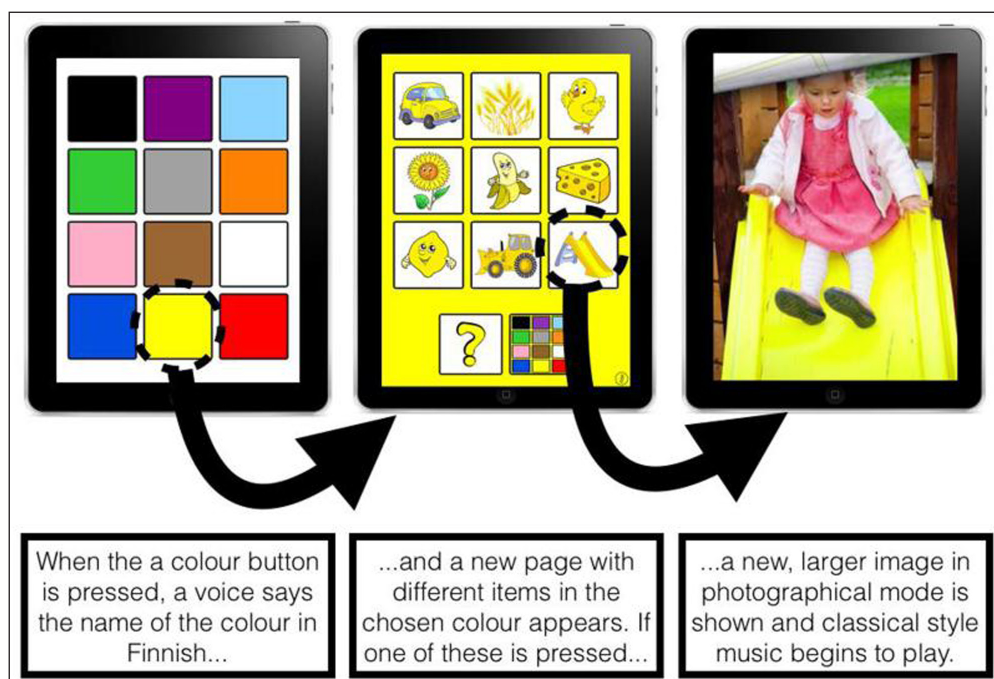 When the a colour button
is pressed, a voice says
the name of the colour in
Finnish...
...and a new page with
different items in the
chosen colour appears. If
one of these is pressed...
...a new, larger image in
photographical mode is
shown and classical style
music begins to play.
?